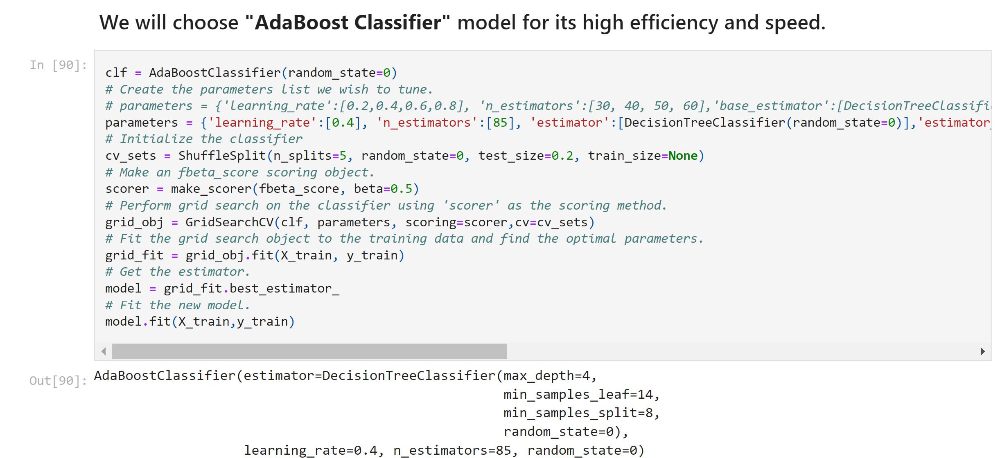 We will choose "AdaBoost Classifier" model for its high efficiency and speed.
In [90]:
clf = AdaBoostClassifier(random_state=0)
# Create the parameters list we wish to tune.
# parameters = {'learning_rate':[0.2,0.4,0.6,0.8], 'n_estimators':[30, 40, 50, 60],'base_estimator':[DecisionTreeClassifi
parameters = {'learning_rate':[0.4], 'n_estimators':[85], 'estimator':[DecisionTreeClassifier(random_state=0)],'estimator_
# Initialize the classifier
cv_sets = ShuffleSplit(n_splits=5, random_state=0, test_size=0.2, train_size=None)
# Make an fbeta_score scoring object.
scorer = make_scorer(fbeta_score, beta=0.5)
# Perform grid search on the classifier using 'scorer' as the scoring method.
grid_obj = GridSearchCV(clf, parameters, scoring=scorer,cv=cv_sets)
# Fit the grid search object to the training data and find the optimal parameters.
grid_fit = grid_obj.fit(X_train, y_train)
# Get the estimator.
model = grid_fit.best_estimator_
# Fit the new model.
model.fit(X_train,y_train)
Out[90]:
AdaBoostClassifier(estimator=DecisionTreeClassifier(max_depth=4,
min_samples_leaf=14,
min_samples_split=8,
random_state=0),
learning_rate=0.4, n_estimators=85, random_state=0)